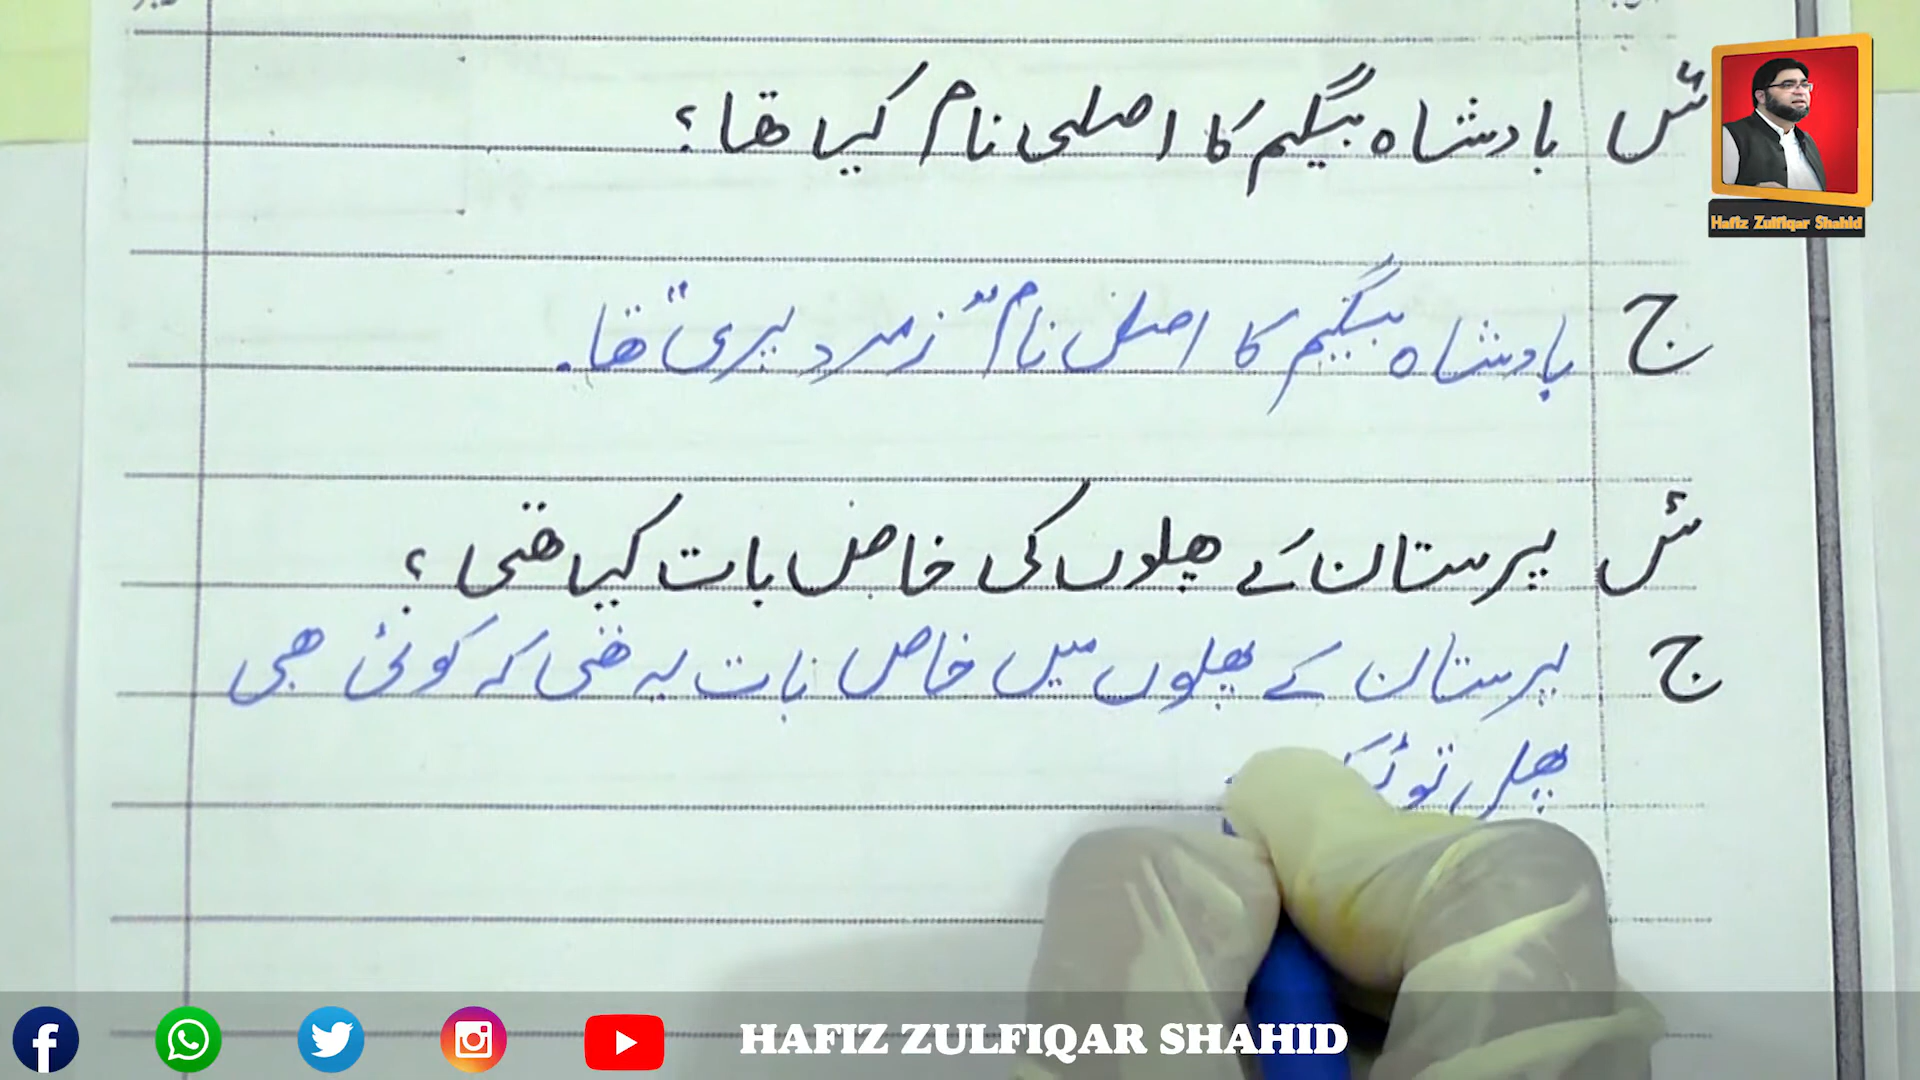 س بادشاہ بیگم کا اصلی نام کیا تھا؟
Hafiz Zulfiqar Shahid
ج بادشاہ بیگم کا اصل نام "زمرد پری" تھا.
س پرستان کے پھلوں کی خاص بات کیا تھی؟
ج پرستان کے پھلوں میں خاص بات یہ تھی کہ کوئی بھی
پھل توڑ
HAFIZ ZULFIQAR SHAHID